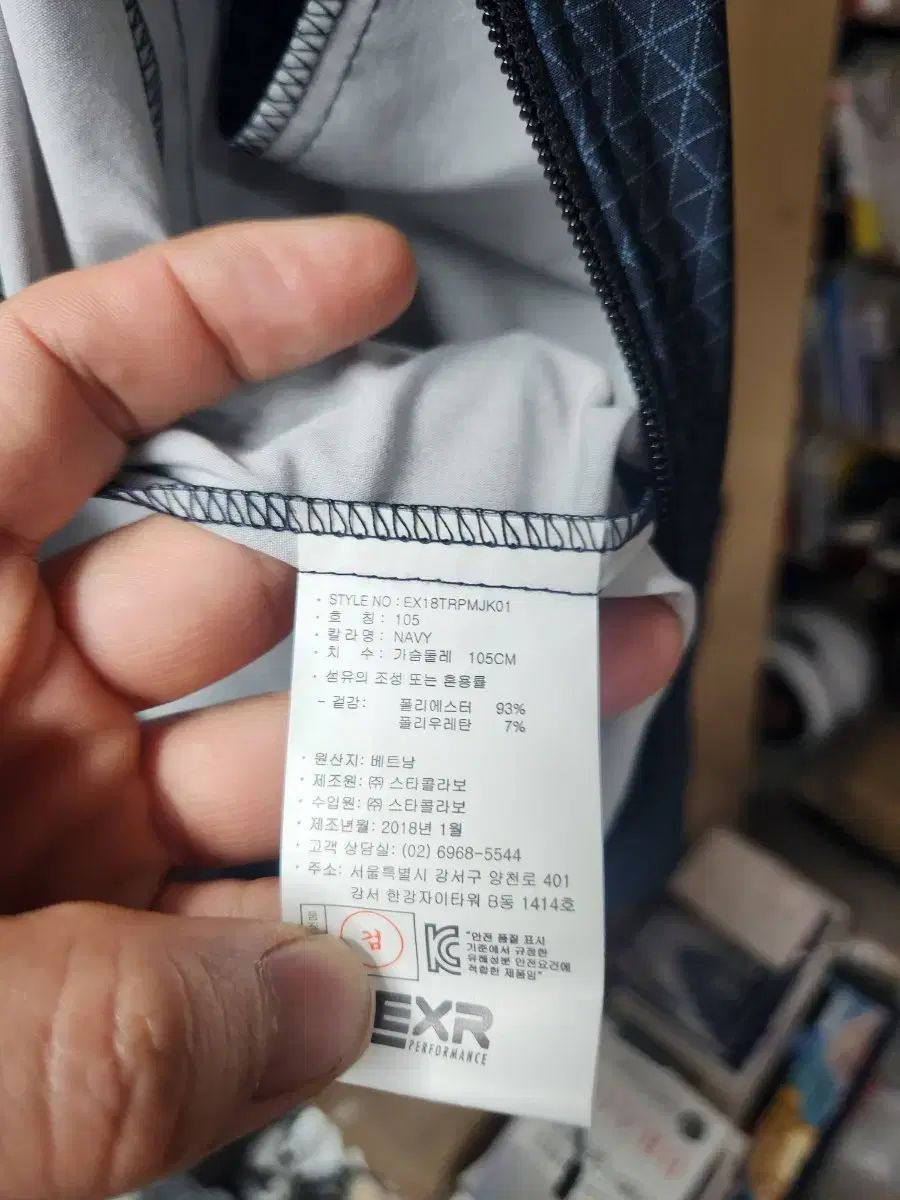 · STYLE NO : EX18TRPMJK01
· 호 칭 : 105
· 칼라명 : NAVY
· 치 수 : 가슴둘레 105CM
· 섬유의 조성 또는 혼용률
- 겉감: 폴리에스터 93%
폴리우레탄 7%
· 원산지: 베트남
· 제조원: ㈜ 스타콜라보
· 수입원: ㈜ 스타콜라보
· 제조년월: 2018년 1월
· 고객 상담실: (02) 6968-5544
· 주소: 서울특별시 강서구 양천로 401
강서 한강자이타워 B동 1414호
검
KC
"안전 품질 표시
기준에서 규정한
유해성분 안전요건에
적합한 제품임"
EXR
PERFORMANCE